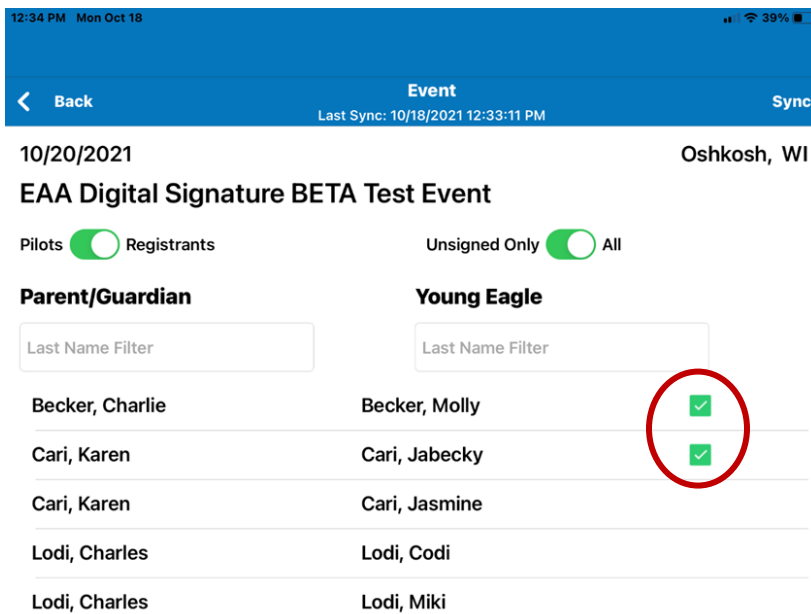 12:34 PM Mon Oct 18 39%
Back Event Sync
Last Sync: 10/18/2021 12:33:11 PM
10/20/2021 Oshkosh, WI
EAA Digital Signature BETA Test Event
Pilots Registrants Unsigned Only All
Parent/Guardian Young Eagle
Last Name Filter Last Name Filter
Becker, Charlie Becker, Molly
Cari, Karen Cari, Jabecky
Cari, Karen Cari, Jasmine
Lodi, Charles Lodi, Codi
Lodi, Charles Lodi, Miki